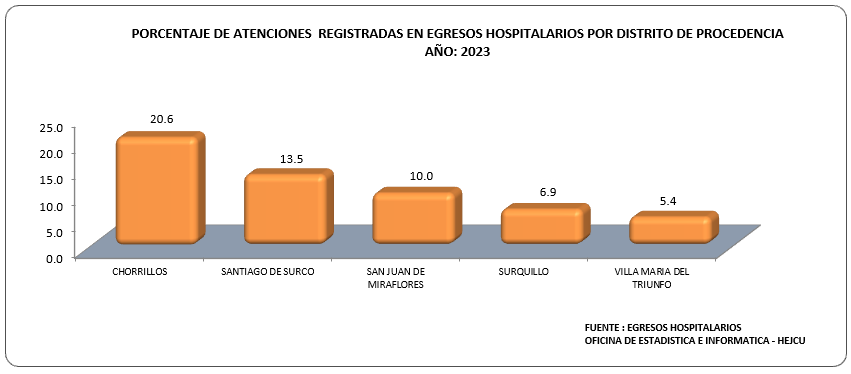 PORCENTAJE DE ATENCIONES REGISTRADAS EN EGRESOS HOSPITALARIOS POR DISTRITO DE PROCEDENCIA
AÑO: 2023
25.0
20.0
15.0
10.0
5.0
0.0
20.6
13.5
10.0
6.9
5.4
CHORRILLOS
SANTIAGO DE SURCO
SAN JUAN DE
MIRAFLORES
SURQUILLO
VILLA MARIA DEL
TRIUNFO
FUENTE : EGRESOS HOSPITALARIOS
OFICINA DE ESTADISTICA E INFORMATICA - HEJCU